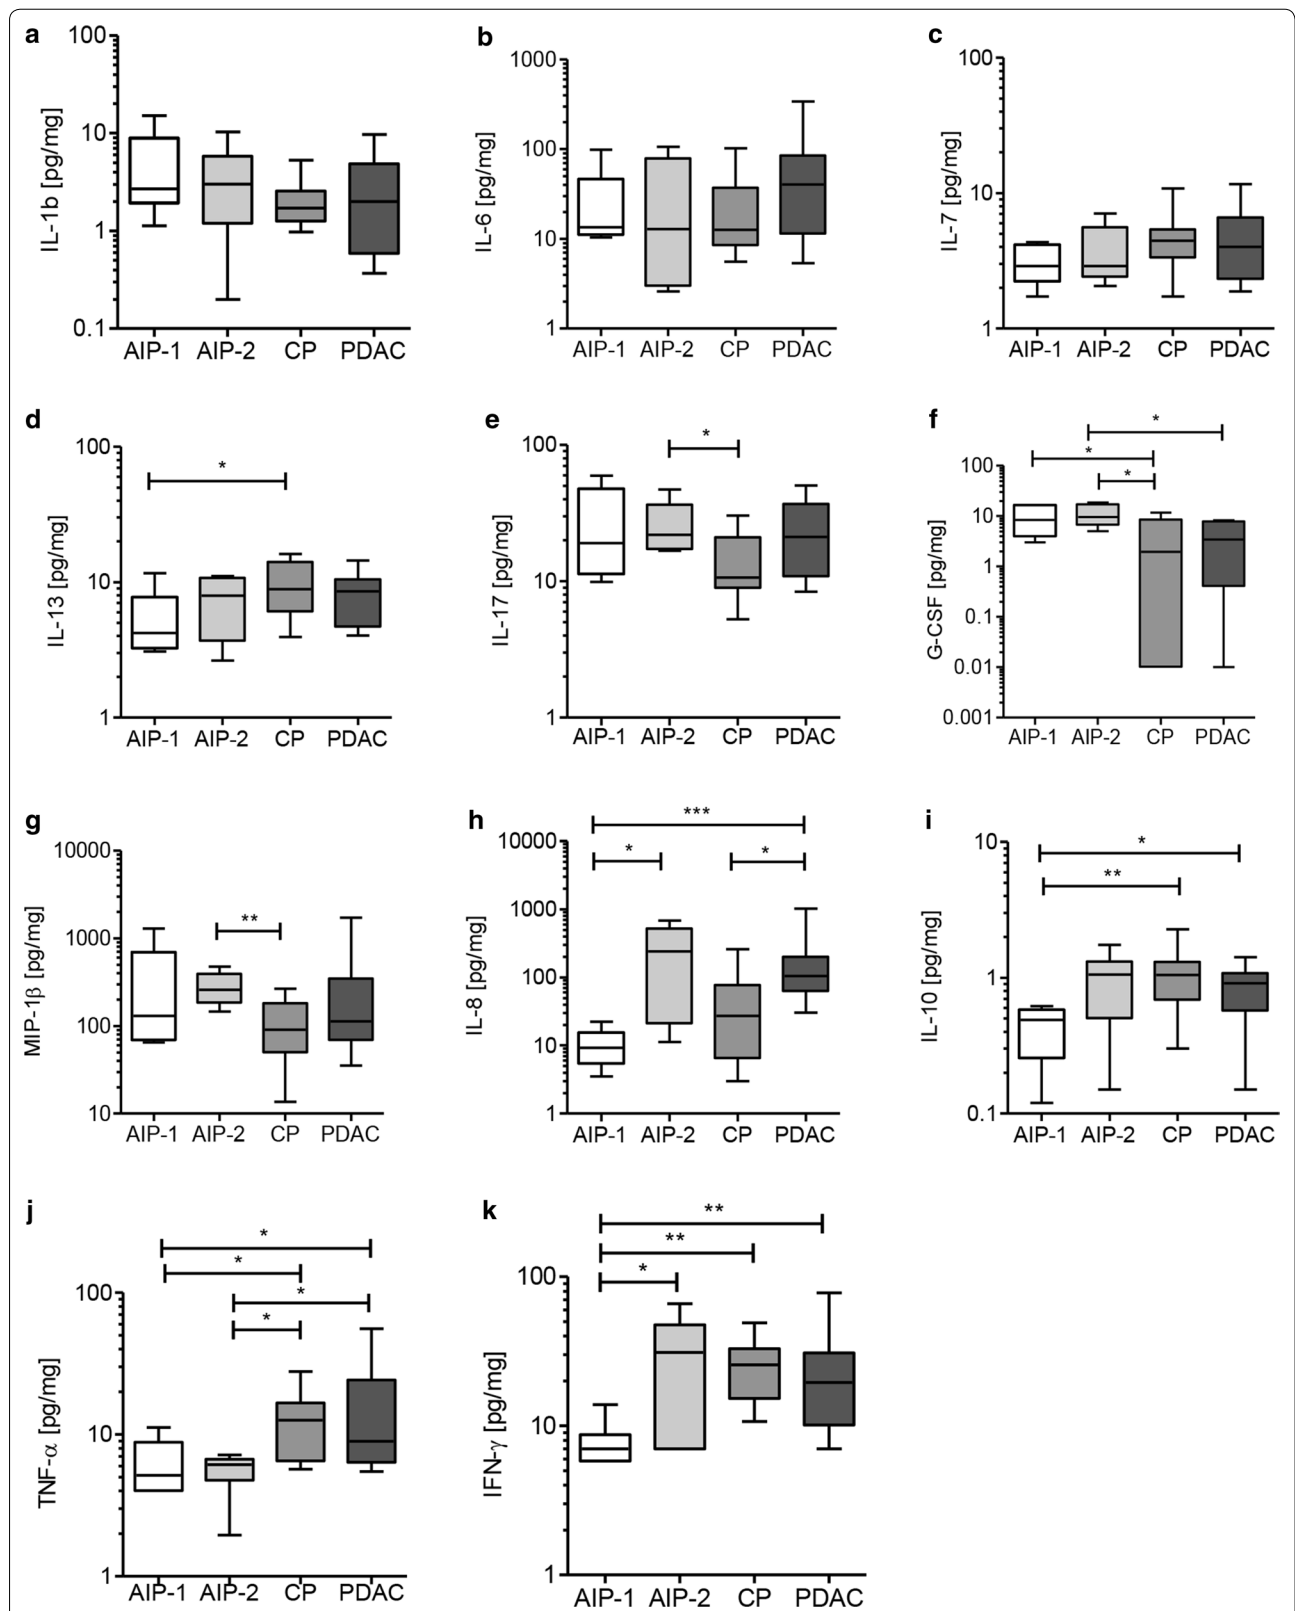 a
100
10
1
0.1
IL-1b [pg/mg]
AIP-1 AIP-2 CP PDAC
b
1000
100
10
1
IL-6 [pg/mg]
AIP-1 AIP-2 CP PDAC
c
100
10
1
IL-7 [pg/mg]
AIP-1 AIP-2 CP PDAC
d
*
100
10
1
IL-13 [pg/mg]
AIP-1 AIP-2 CP PDAC
e
*
100
10
1
IL-17 [pg/mg]
AIP-1 AIP-2 CP PDAC
f
*
*
*
100
10
1
0.1
0.01
0.001
G-CSF [pg/mg]
AIP-1 AIP-2 CP PDAC
g
**
10000
1000
100
10
MIP-1β [pg/mg]
AIP-1 AIP-2 CP PDAC
h
***
*
*
10000
1000
100
10
1
IL-8 [pg/mg]
AIP-1 AIP-2 CP PDAC
i
*
**
10
1
0.1
IL-10 [pg/mg]
AIP-1 AIP-2 CP PDAC
j
*
*
*
*
100
10
1
TNF-α [pg/mg]
AIP-1 AIP-2 CP PDAC
k
**
**
*
100
10
1
IFN-γ [pg/mg]
AIP-1 AIP-2 CP PDAC